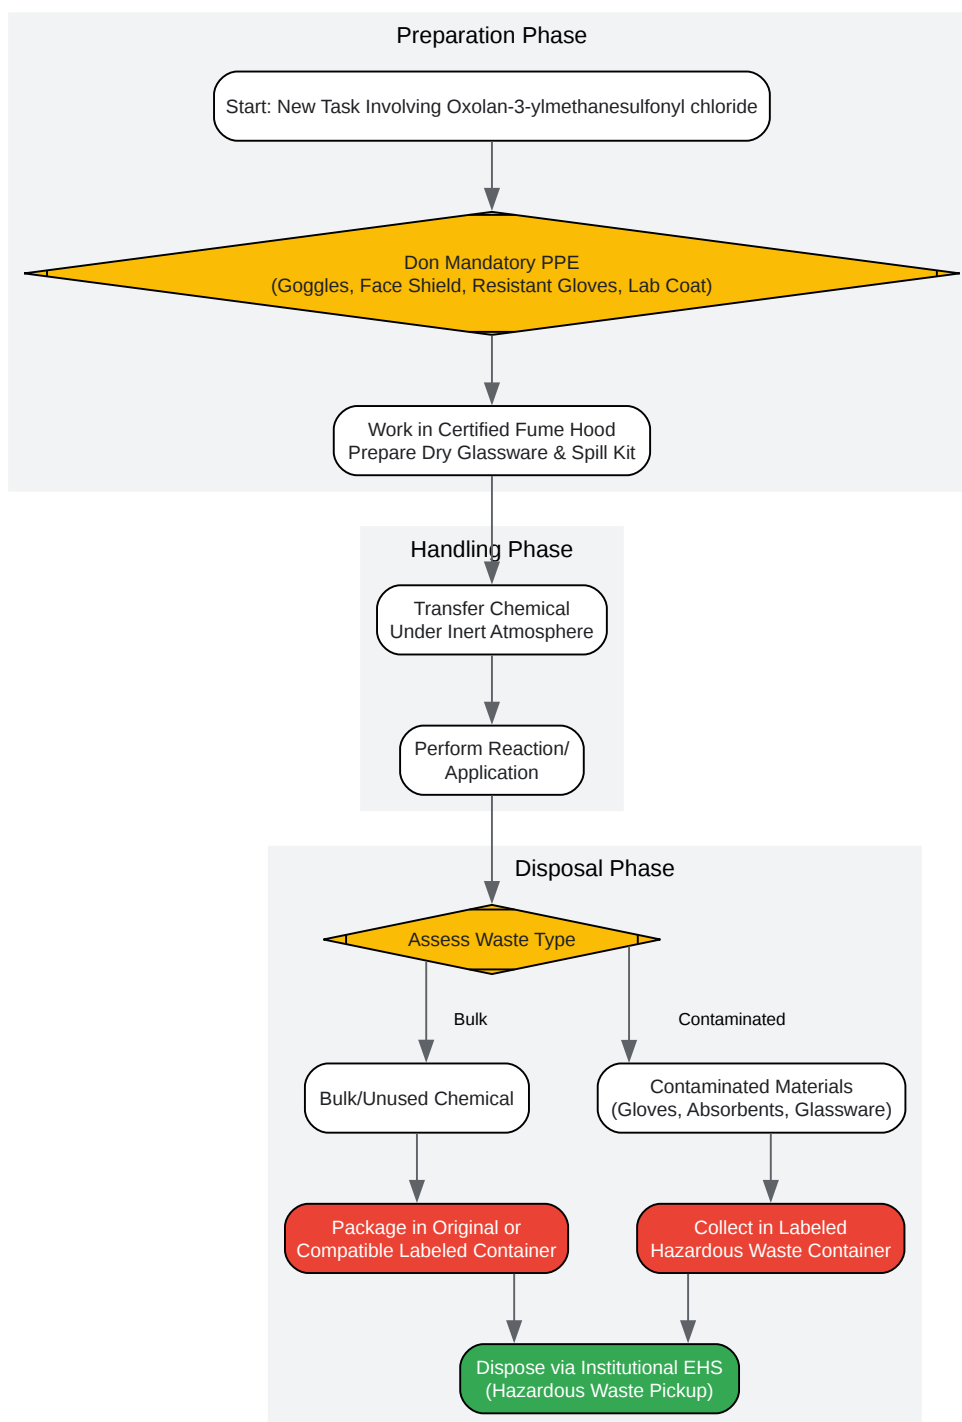 Preparation Phase
Start: New Task Involving Oxolan-3-ylmethanesulfonyl chloride
Don Mandatory PPE
(Goggles, Face Shield, Resistant Gloves, Lab Coat)
Work in Certified Fume Hood
Prepare Dry Glassware & Spill Kit
Handling Phase
Transfer Chemical
Under Inert Atmosphere
Perform Reaction/
Application
Disposal Phase
Assess Waste Type
Bulk
Contaminated
Bulk/Unused Chemical
Contaminated Materials
(Gloves, Absorbents, Glassware)
Package in Original or
Compatible Labeled Container
Collect in Labeled
Hazardous Waste Container
Dispose via Institutional EHS
(Hazardous Waste Pickup)